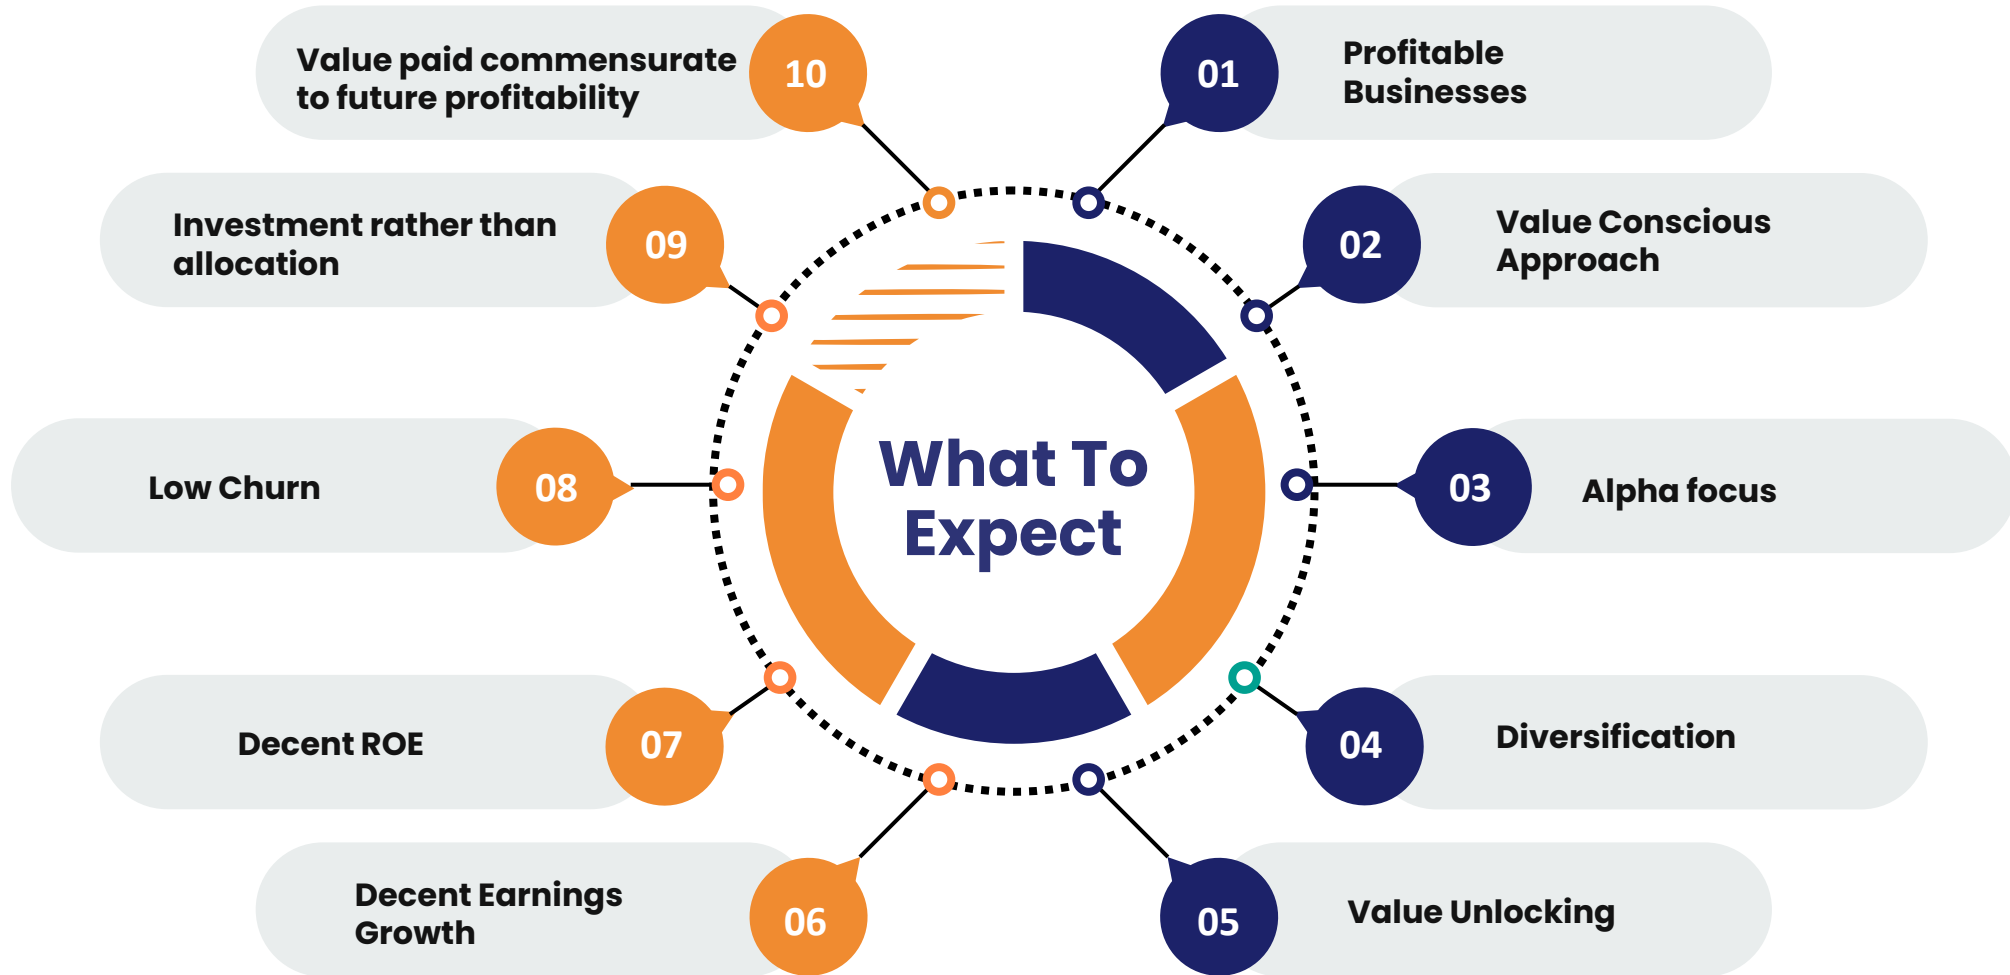 What To
Expect
01
Profitable
Businesses
02
Value Conscious
Approach
03
Alpha focus
04
Diversification
05
Value Unlocking
06
Decent Earnings
Growth
07
Decent ROE
08
Low Churn
09
Investment rather than
allocation
10
Value paid commensurate
to future profitability